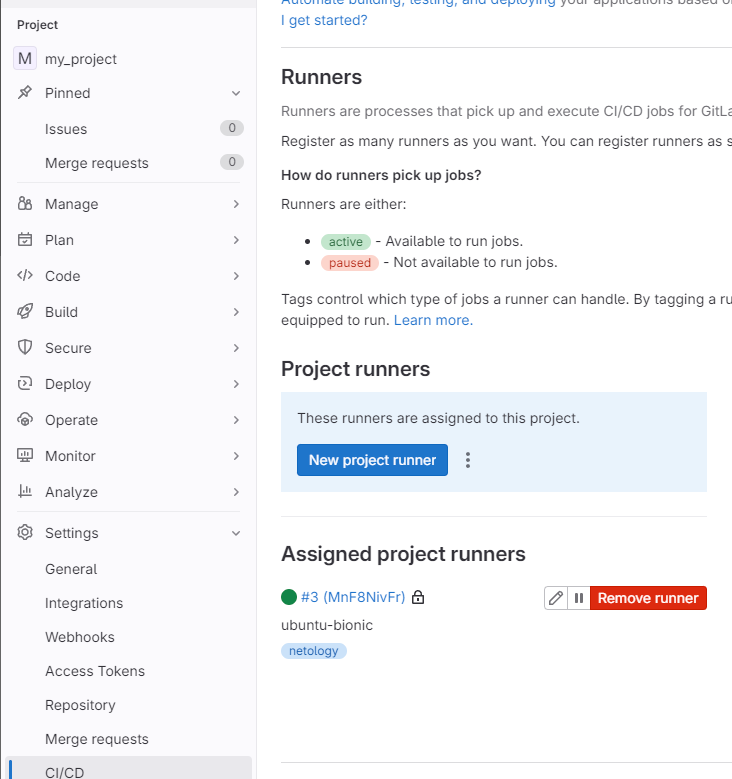 Project
M my_project
Pinned
Issues 0
Merge requests 0
Manage
Plan
Code
Build
Secure
Deploy
Operate
Monitor
Analyze
Settings
General
Integrations
Webhooks
Access Tokens
Repository
Merge requests
CI/CD
Automate building, testing, and deploying your applications based
I get started?
Runners
Runners are processes that pick up and execute CI/CD jobs for GitLa
Register as many runners as you want. You can register runners as s
How do runners pick up jobs?
Runners are either:
active - Available to run jobs.
paused - Not available to run jobs.
Tags control which type of jobs a runner can handle. By tagging a ru
equipped to run. Learn more.
Project runners
These runners are assigned to this project.
New project runner
Assigned project runners
#3 (MnF8NivFr) Remove runner
ubuntu-bionic
netology